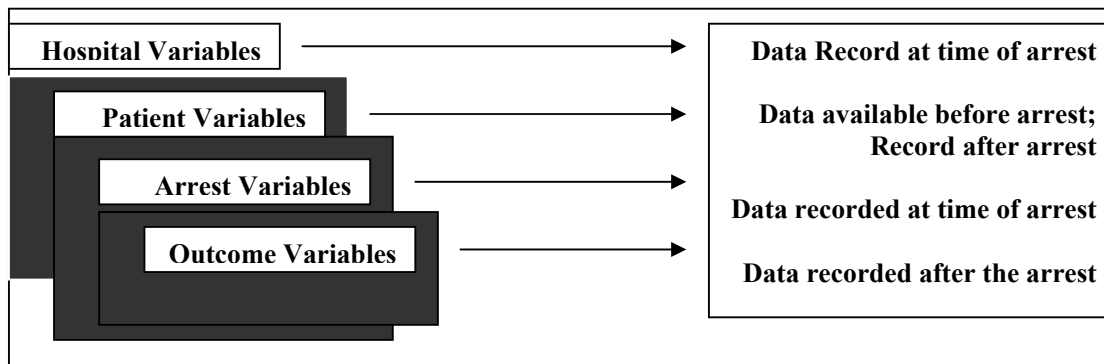 Hospital Variables
Data Record at time of arrest
Patient Variables
Data available before arrest;
Record after arrest
Arrest Variables
Data recorded at time of arrest
Outcome Variables
Data recorded after the arrest